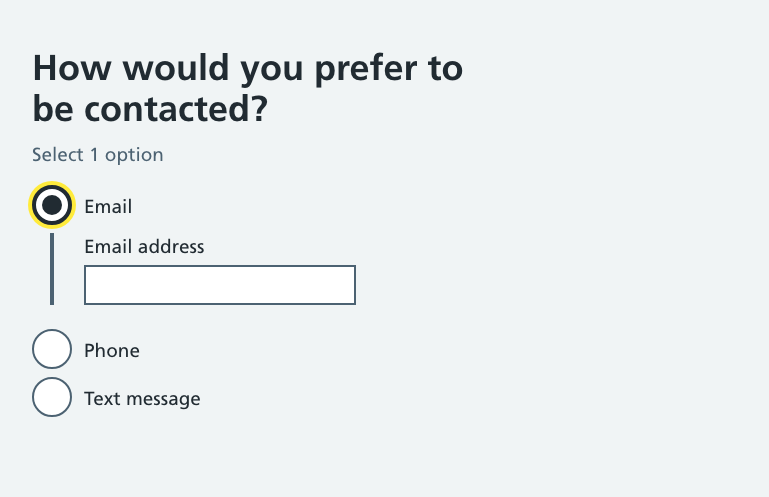 How would you prefer to
be contacted?
Select 1 option
Email
Email address
Phone
Text message